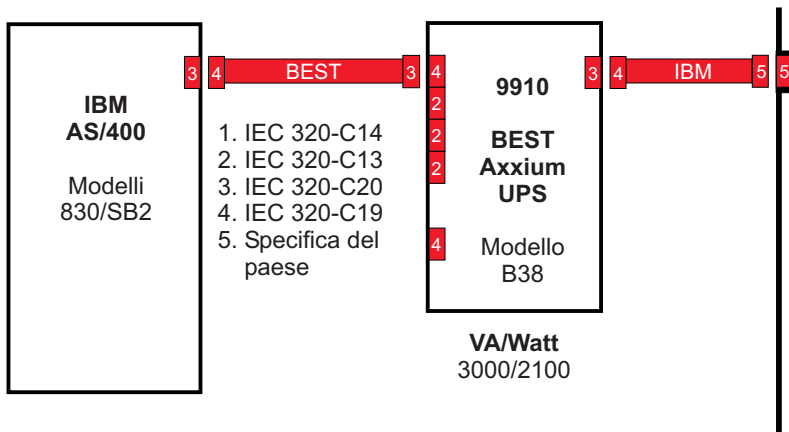 3 4 BEST 3 4 3 4 IBM 5 5
IBM
AS/400
Modelli
830/SB2
1. IEC 320-C14
2. IEC 320-C13
3. IEC 320-C20
4. IEC 320-C19
5. Specifica del
paese
2
2
2
4
9910
BEST
Axxium
UPS
Modello
B38
VA/Watt
3000/2100